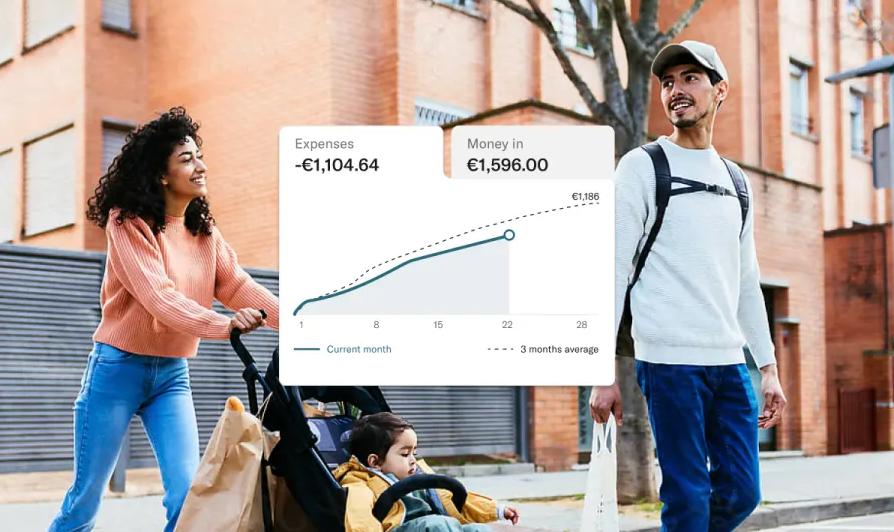 Expenses
-€1,104.64
Money in
€1,596.00
€1,186
1 8 15 22 28
Current month
3 months average